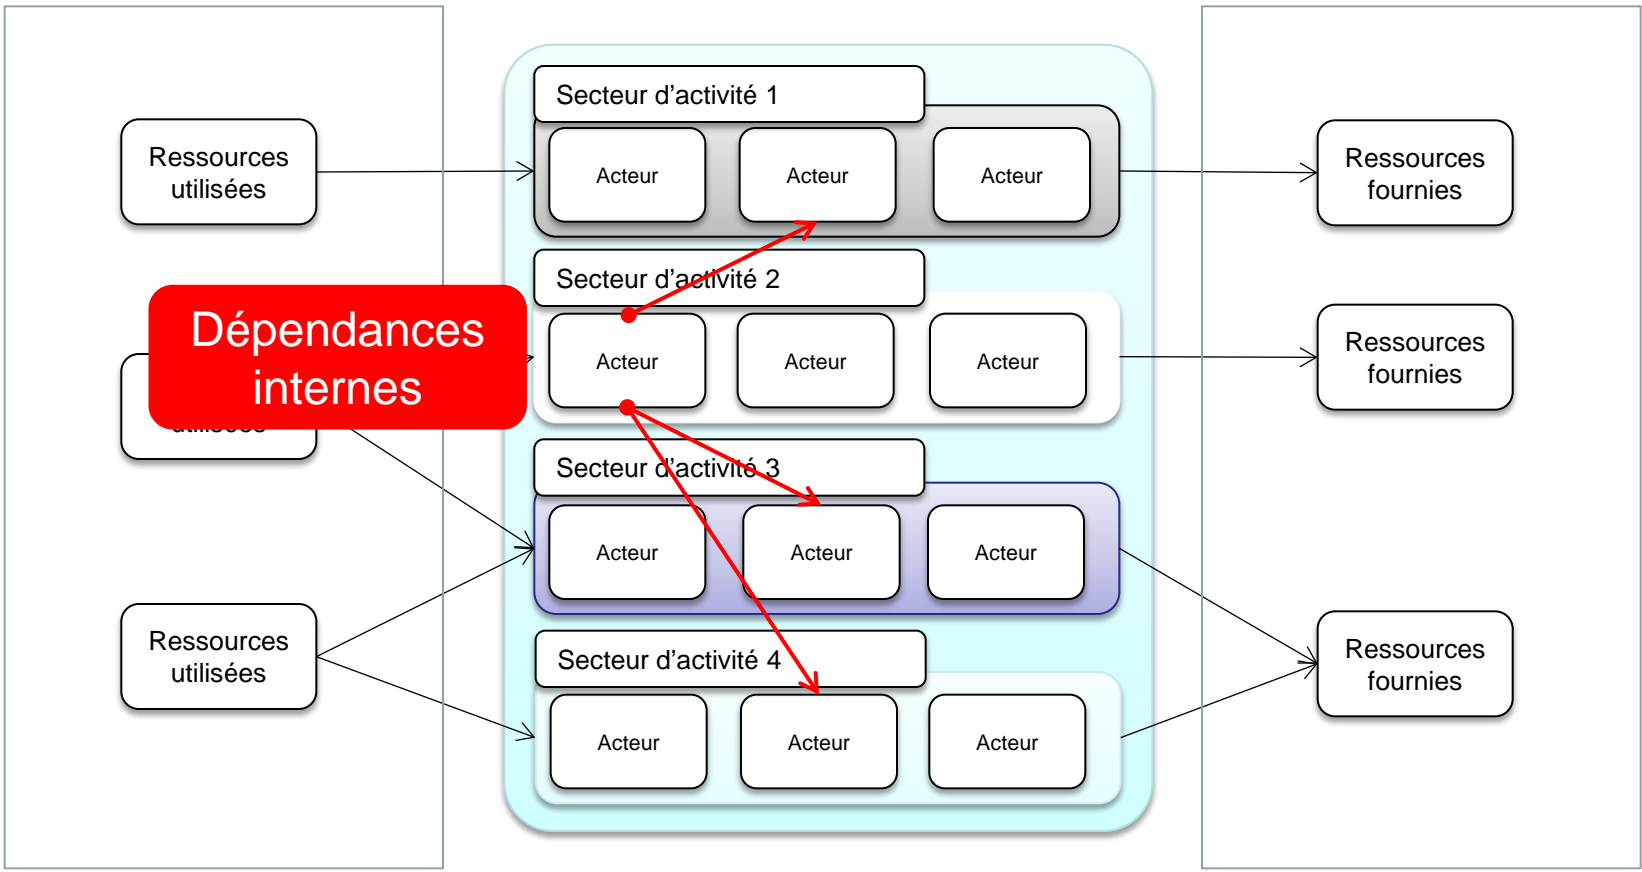 Secteur d'activité 1
Ressources
utilisées
Acteur
Acteur
Acteur
Ressources
fournies
Secteur d'activité 2
Dépendances
internes
Acteur
Acteur
Acteur
Ressources
fournies
Secteur d'activité 3
Acteur
Acteur
Acteur
Ressources
utilisées
Secteur d'activité 4
Ressources
fournies
Acteur
Acteur
Acteur